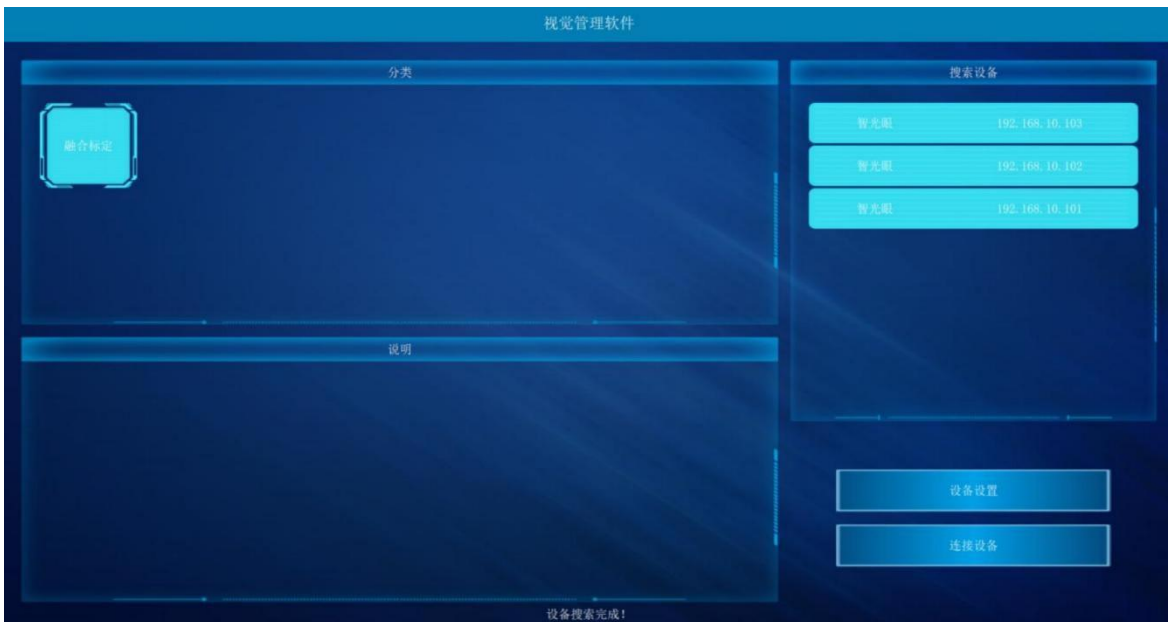 视觉管理软件
分类
融合标定
说明
搜索设备
智光眼 192.168.10.103
智光眼 192.168.10.102
智光眼 192.168.10.101
设备设置
连接设备
设备搜索完成!